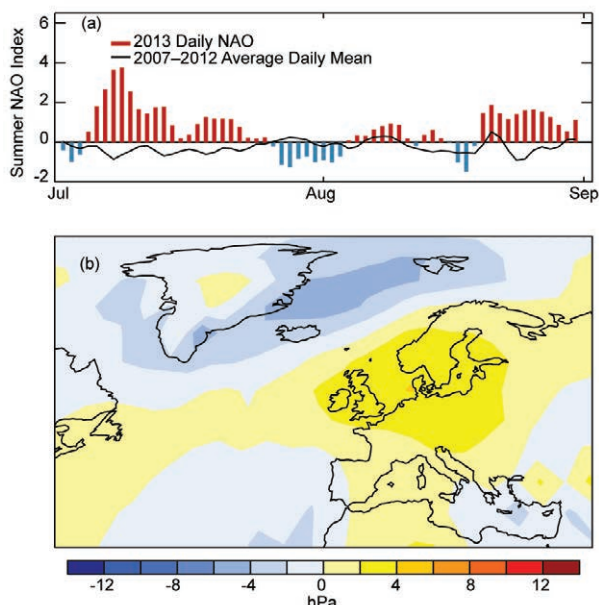 (a)
2013 Daily NAO
2007–2012 Average Daily Mean
Summer NAO Index
6
4
2
0
-2
Jul Aug Sep
(b)
-12 -8 -4 0 4 8 12
hPa